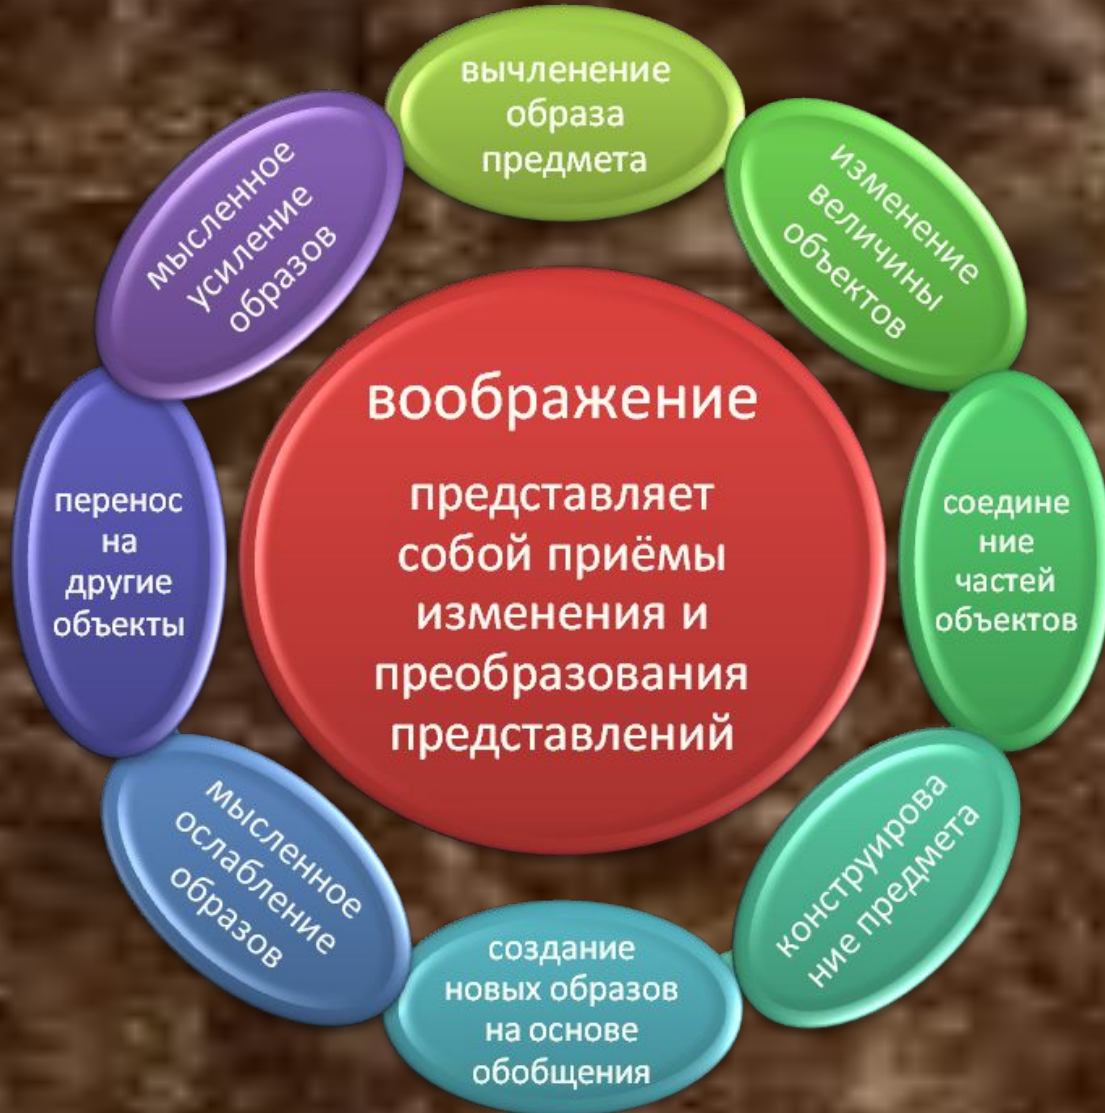 воображение
представляет
собой приёмы
изменения и
преобразования
представлений
вычленение
образа
предмета
изменение
величины
объектов
соедине
ние
частей
объектов
конструирова
ние предмета
создание
новых образов
на основе
обобщения
мысленное
ослабление
образов
перенос
на
другие
объекты
мысленное
усиление
образов